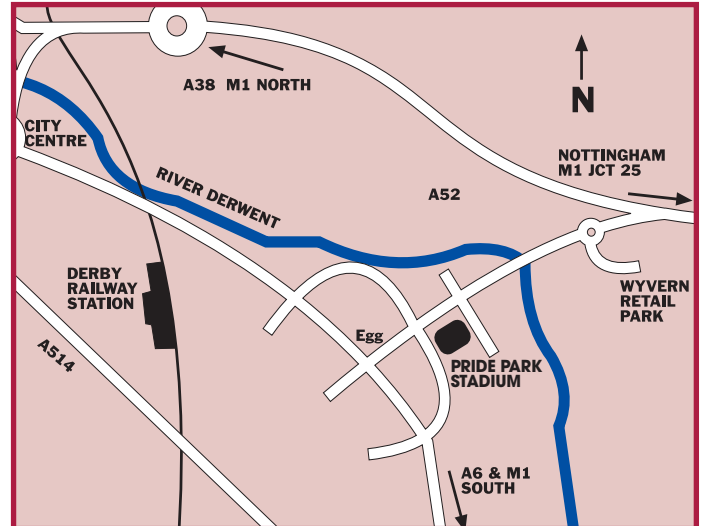 A38 M1 NORTH
N
CITY
CENTRE
NOTTINGHAM
M1 JCT 25
RIVER DERWENT
A52
DERBY
RAILWAY
STATION
WYVERN
RETAIL
PARK
Egg
A514
PRIDE PARK
STADIUM
A6 & M1
SOUTH